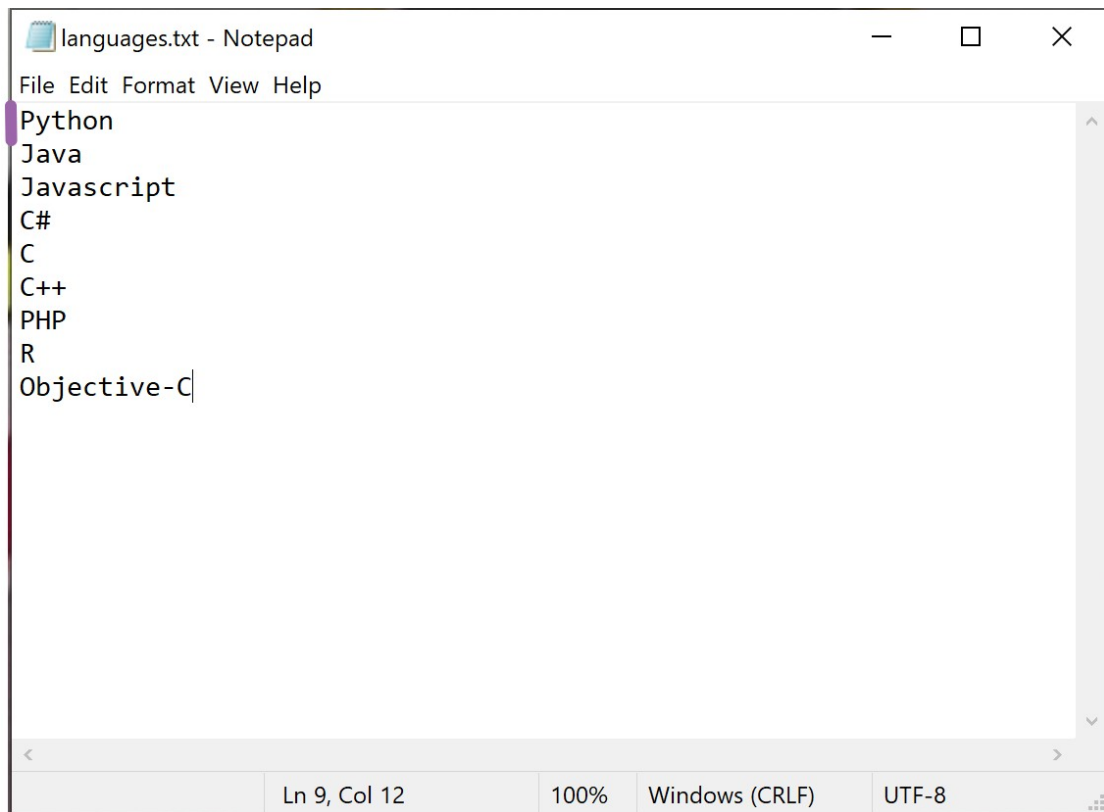 languages.txt - Notepad
File Edit Format View Help
Python
Java
Javascript
C#
C
C++
PHP
R
Objective-C
Ln 9, Col 12 100% Windows (CRLF) UTF-8